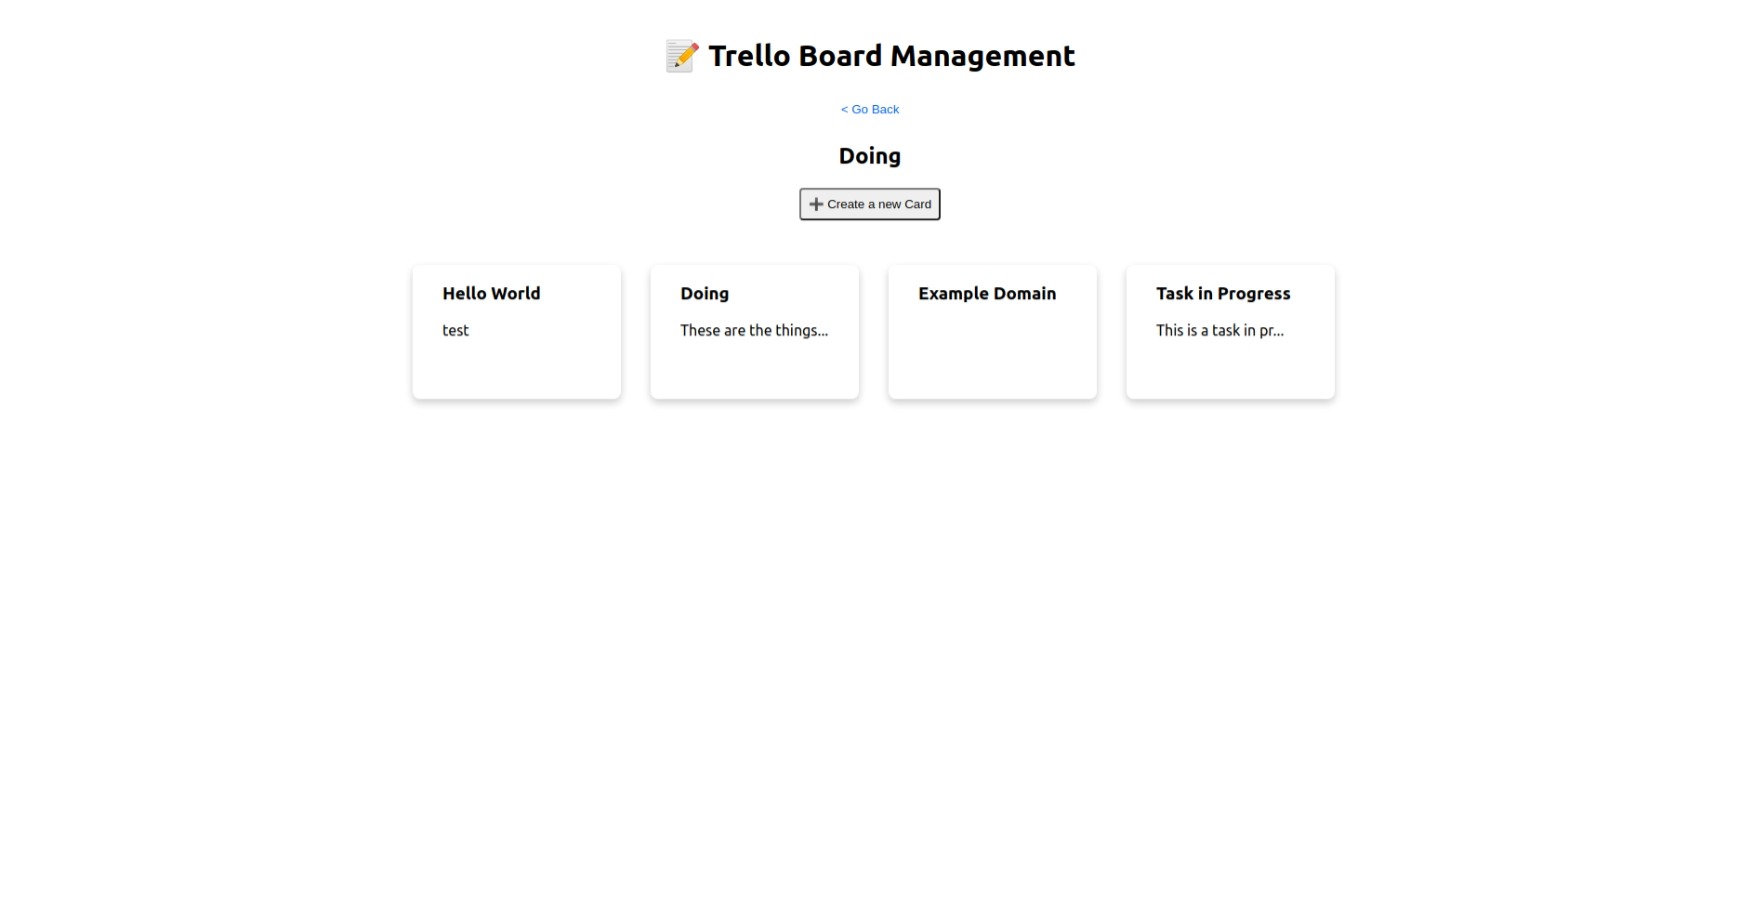 Trello Board Management
< Go Back
Doing
Create a new Card
Hello World
test
Doing
These are the things...
Example Domain
Task in Progress
This is a task in pr...